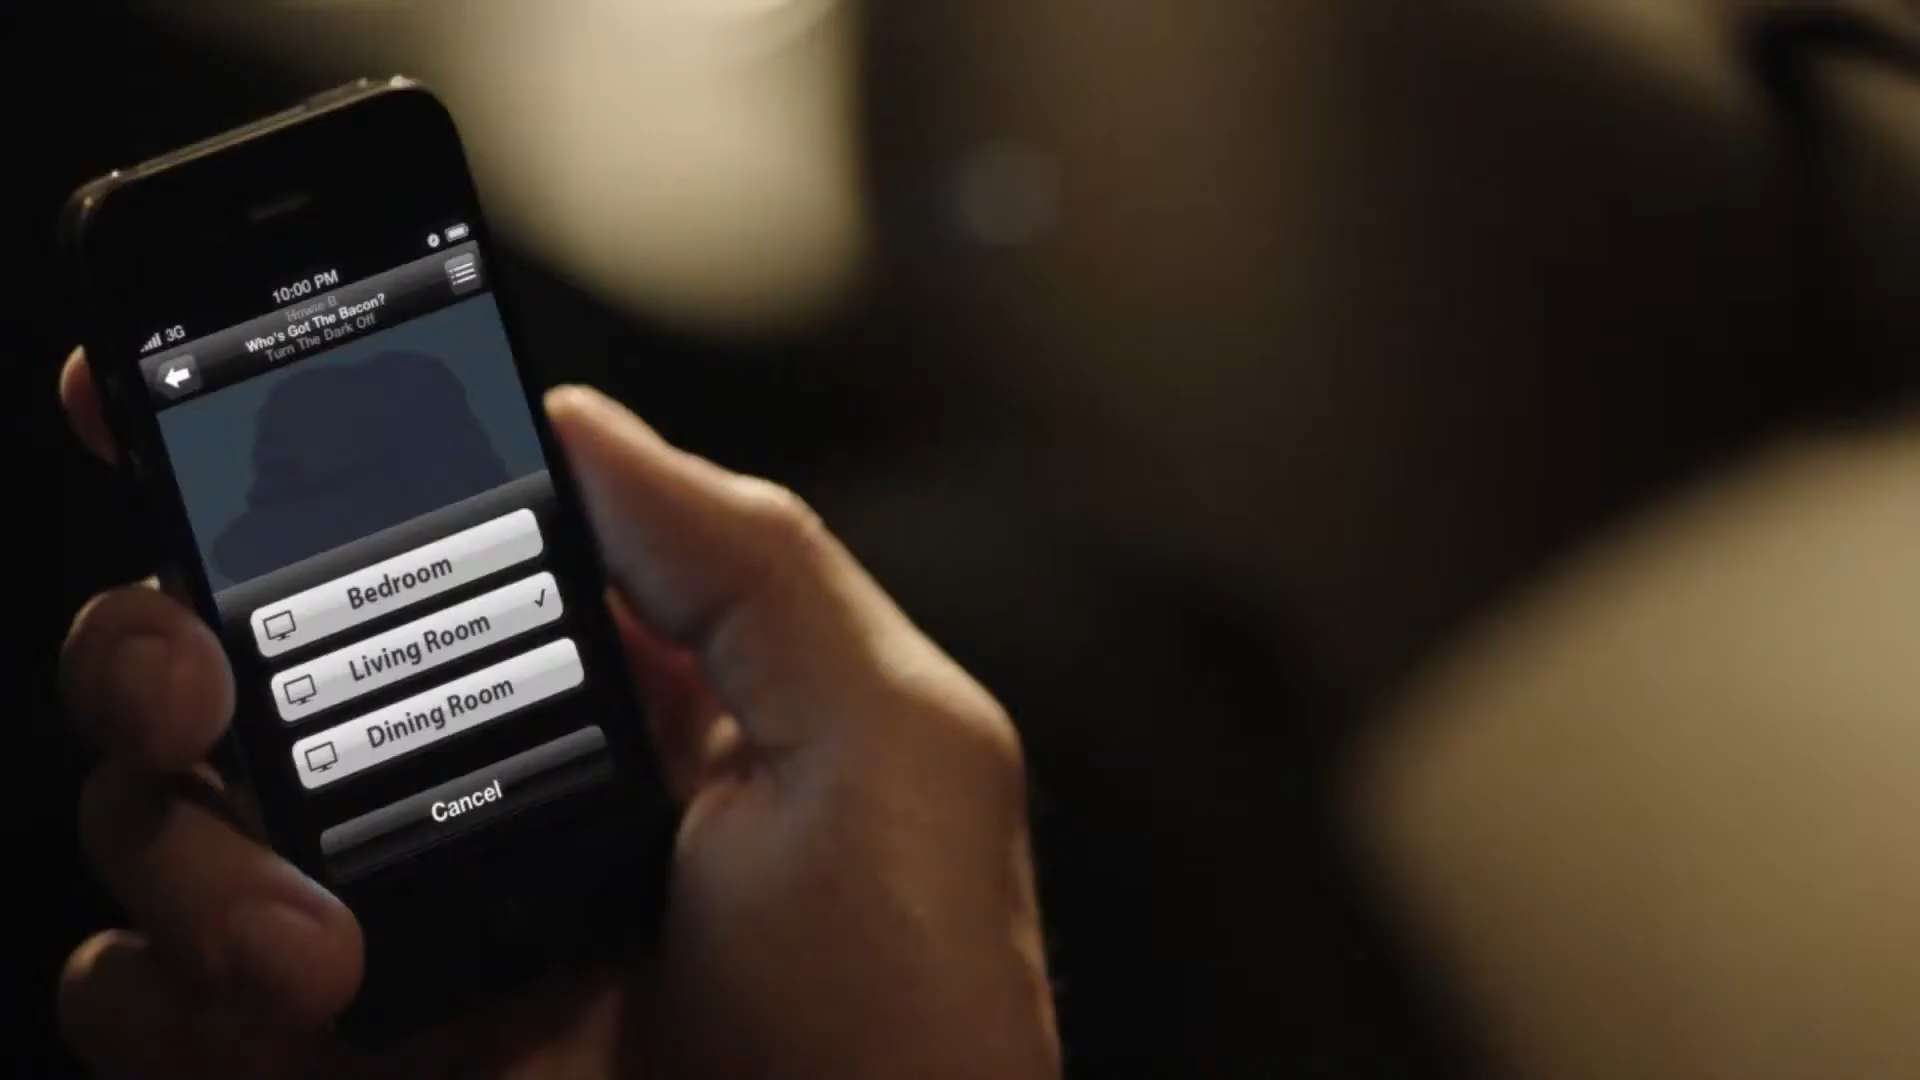 3G 10:00 PM
Howie B
Who's Got The Bacon?
Turn The Dark Off
Bedroom
Living Room ✓
Dining Room
Cancel